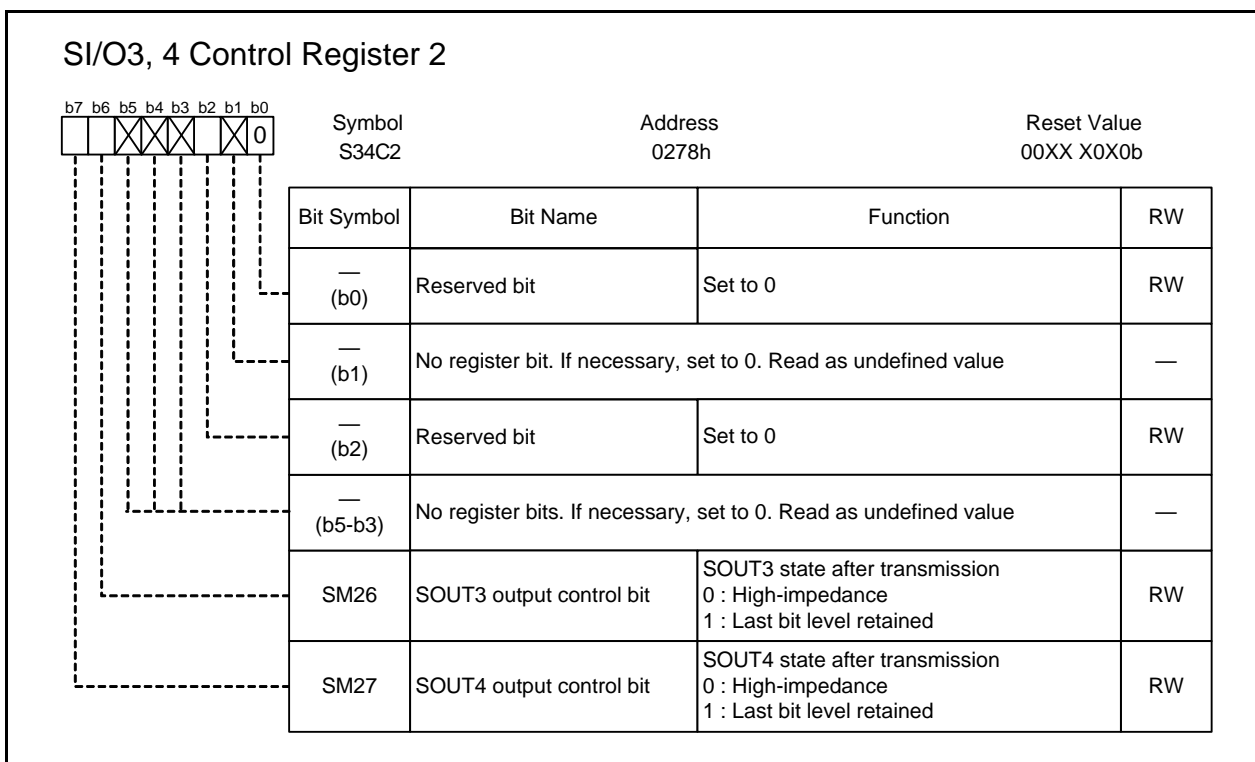 SI/O3, 4 Control Register 2
b7 b6 b5 b4 b3 b2 b1 b0
0
Symbol Address Reset Value
S34C2 0278h 00XX X0X0b
Bit Symbol Bit Name Function RW
—
(b0) Reserved bit Set to 0 RW
—
(b1) No register bit. If necessary, set to 0. Read as undefined value —
—
(b2) Reserved bit Set to 0 RW
—
(b5-b3) No register bits. If necessary, set to 0. Read as undefined value —
SM26 SOUT3 output control bit SOUT3 state after transmission
0 : High-impedance
1 : Last bit level retained RW
SM27 SOUT4 output control bit SOUT4 state after transmission
0 : High-impedance
1 : Last bit level retained RW